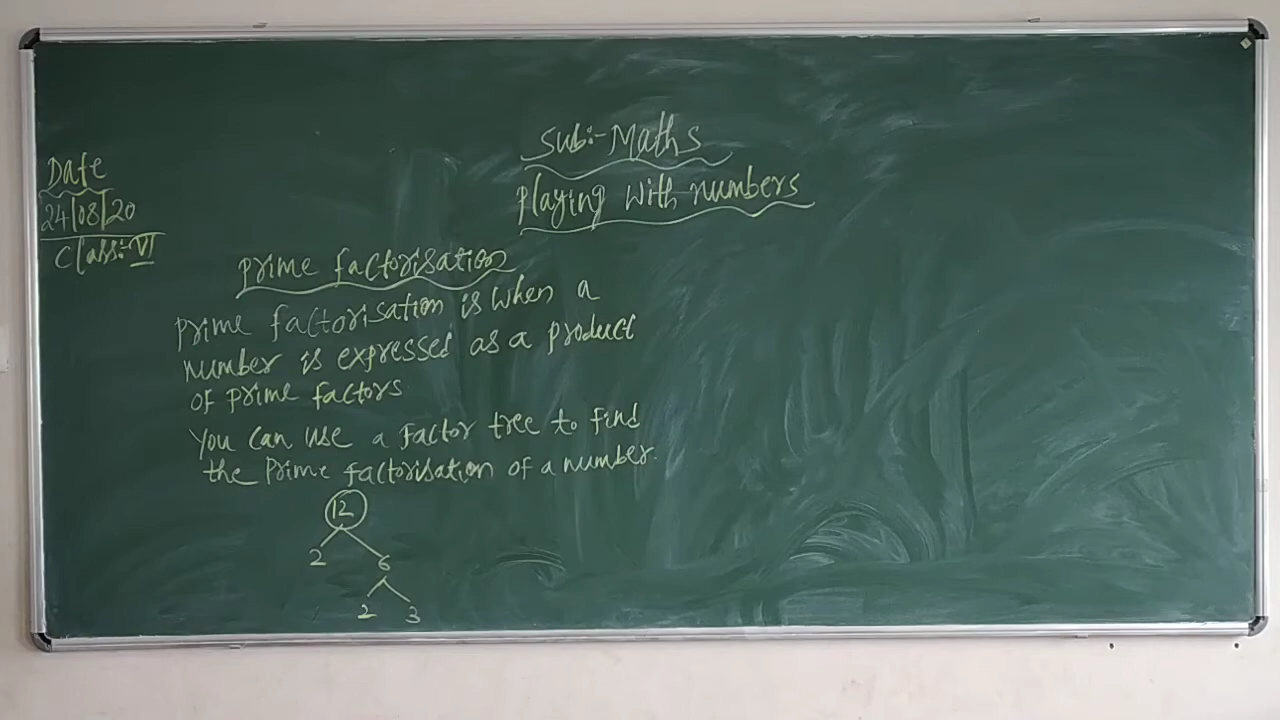 Sub:- Maths
Playing with numbers
Date
24/08/20
Class:- VI
Prime factorisation
Prime factorisation is when a
number is expressed as a product
of prime factors
You can use a factor tree to find
the Prime factorisation of a number.
12
2 6
2 3